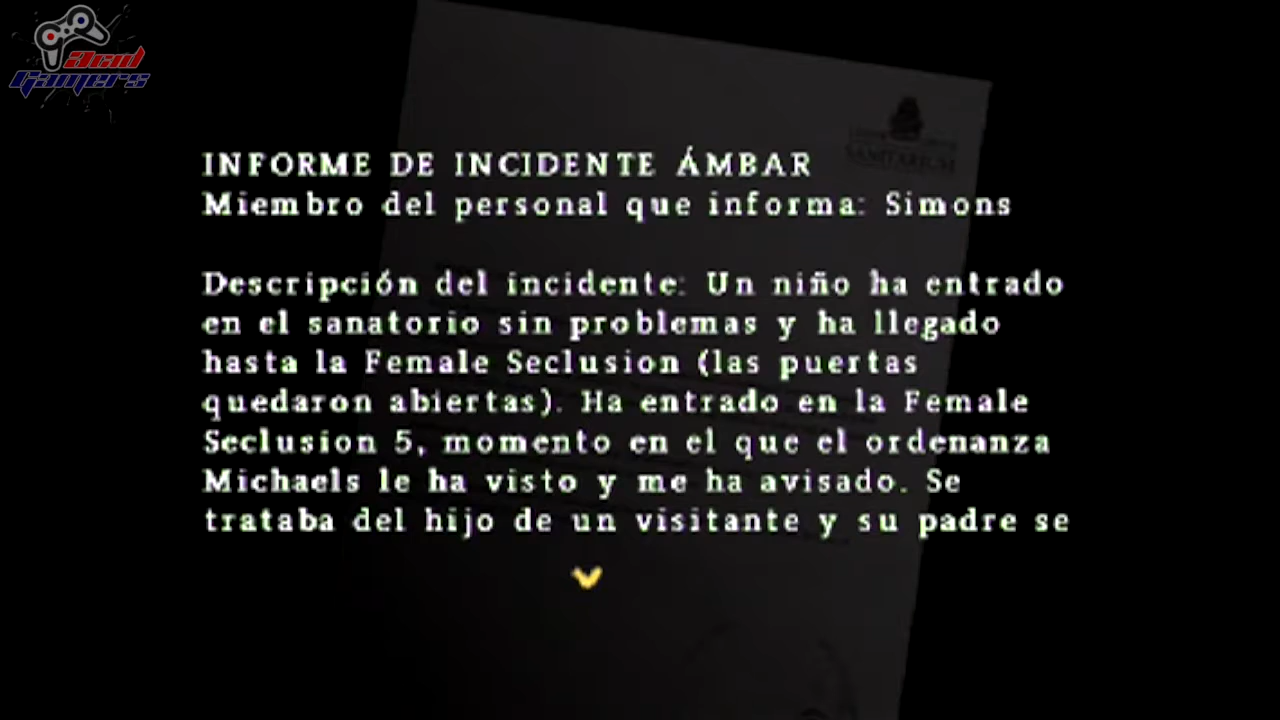 Acid
Gamers
SANITARIUM
INFORME DE INCIDENTE ÁMBAR
Miembro del personal que informa: Simons
Descripción del incidente: Un niño ha entrado
en el sanatorio sin problemas y ha llegado
hasta la Female Seclusion (las puertas
quedaron abiertas). Ha entrado en la Female
Seclusion 5, momento en el que el ordenanza
Michaels le ha visto y me ha avisado. Se
trataba del hijo de un visitante y su padre se